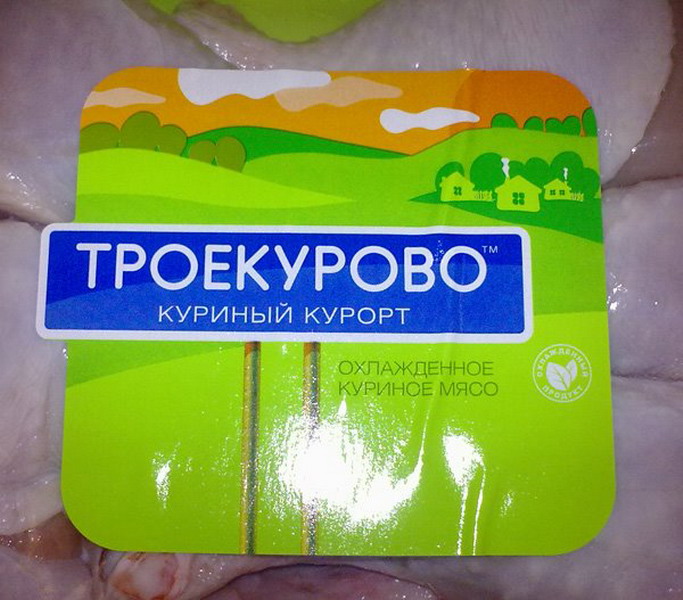 ТРОЕКУРОВО™
КУРИНЫЙ КУРОРТ
ОХЛАЖДЕННОЕ
КУРИНОЕ МЯСО
ОХЛАЖДЕННЫЙ
ПРОДУКТ